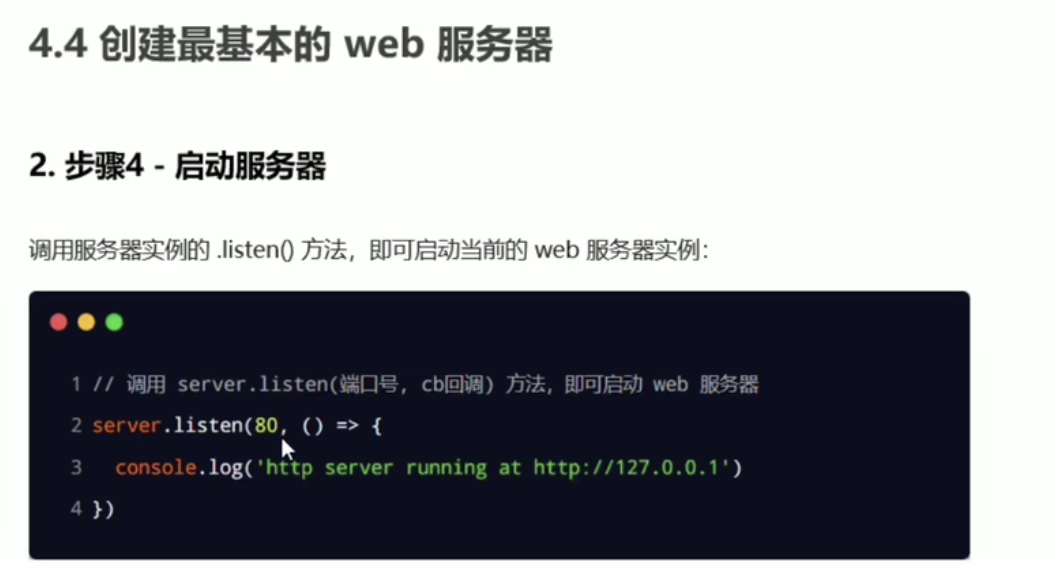 4.4 创建最基本的 web 服务器
2. 步骤4 - 启动服务器
调用服务器实例的 .listen() 方法，即可启动当前的 web 服务器实例：
1 // 调用 server.listen(端口号, cb回调) 方法，即可启动 web 服务器
2 server.listen(80, () => {
3   console.log('http server running at http://127.0.0.1')
4 })